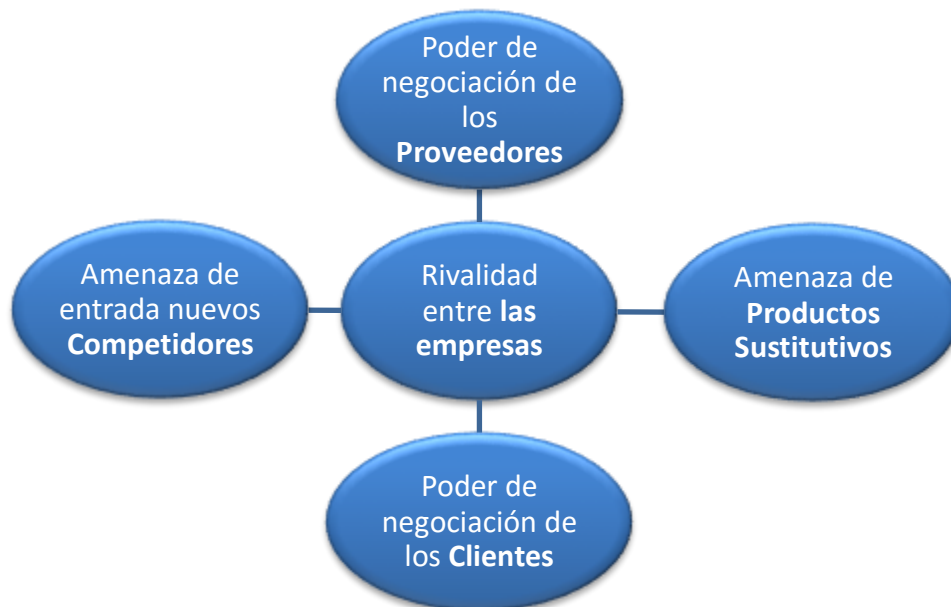 Poder de
negociación de
los
Proveedores
Amenaza de
entrada nuevos
Competidores
Rivalidad
entre las
empresas
Amenaza de
Productos
Sustitutivos
Poder de
negociación de
los Clientes